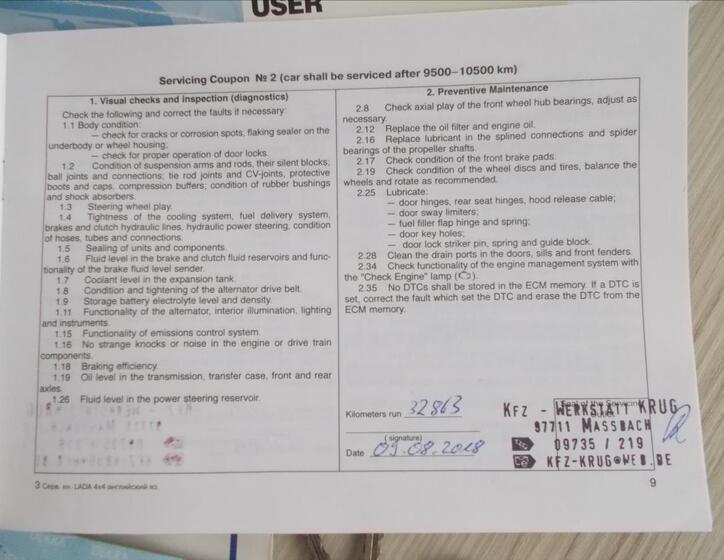 USER
Servicing Coupon № 2 (car shall be serviced after 9500–10500 km)
1. Visual checks and inspection (diagnostics)
Check the following and correct the faults if necessary:
1.1 Body condition:
— check for cracks or corrosion spots, flaking sealer on the
underbody or wheel housing;
— check for proper operation of door locks.
1.2 Condition of suspension arms and rods, their silent blocks;
ball joints and connections; tie rod joints and CV-joints, protective
boots and caps, compression buffers; condition of rubber bushings
and shock absorbers.
1.3 Steering wheel play.
1.4 Tightness of the cooling system, fuel delivery system,
brakes and clutch hydraulic lines, hydraulic power steering, condition
of hoses, tubes and connections.
1.5 Sealing of units and components.
1.6 Fluid level in the brake and clutch fluid reservoirs and func-
tionality of the brake fluid level sender.
1.7 Coolant level in the expansion tank.
1.8 Condition and tightening of the alternator drive belt.
1.9 Storage battery electrolyte level and density.
1.11 Functionality of the alternator, interior illumination, lighting
and instruments.
1.15 Functionality of emissions control system.
1.16 No strange knocks or noise in the engine or drive train
components.
1.18 Braking efficiency.
1.19 Oil level in the transmission, transfer case, front and rear
axles.
1.26 Fluid level in the power steering reservoir.
2. Preventive Maintenance
2.8 Check axial play of the front wheel hub bearings, adjust as
necessary.
2.12 Replace the oil filter and engine oil.
2.16 Replace lubricant in the splined connections and spider
bearings of the propeller shafts.
2.17 Check condition of the front brake pads.
2.19 Check condition of the wheel discs and tires, balance the
wheels and rotate as recommended.
2.25 Lubricate:
— door hinges, rear seat hinges, hood release cable;
— door sway limiters;
— fuel filler flap hinge and spring;
— door key holes;
— door lock striker pin, spring and guide block.
2.28 Clean the drain ports in the doors, sills and front fenders.
2.34 Check functionality of the engine management system with
the "Check Engine" lamp ( ).
2.35 No DTCs shall be stored in the ECM memory. If a DTC is
set, correct the fault which set the DTC and erase the DTC from the
ECM memory.
Kilometers run 32863
(signature)
Date 09.08.2018
KFZ - WERKSTATT KRUG
97711 MASSBACH
09735 / 219
KFZ-KRUG@WEB.DE
3 Серв. кн. LADA 4x4 английский яз.
9